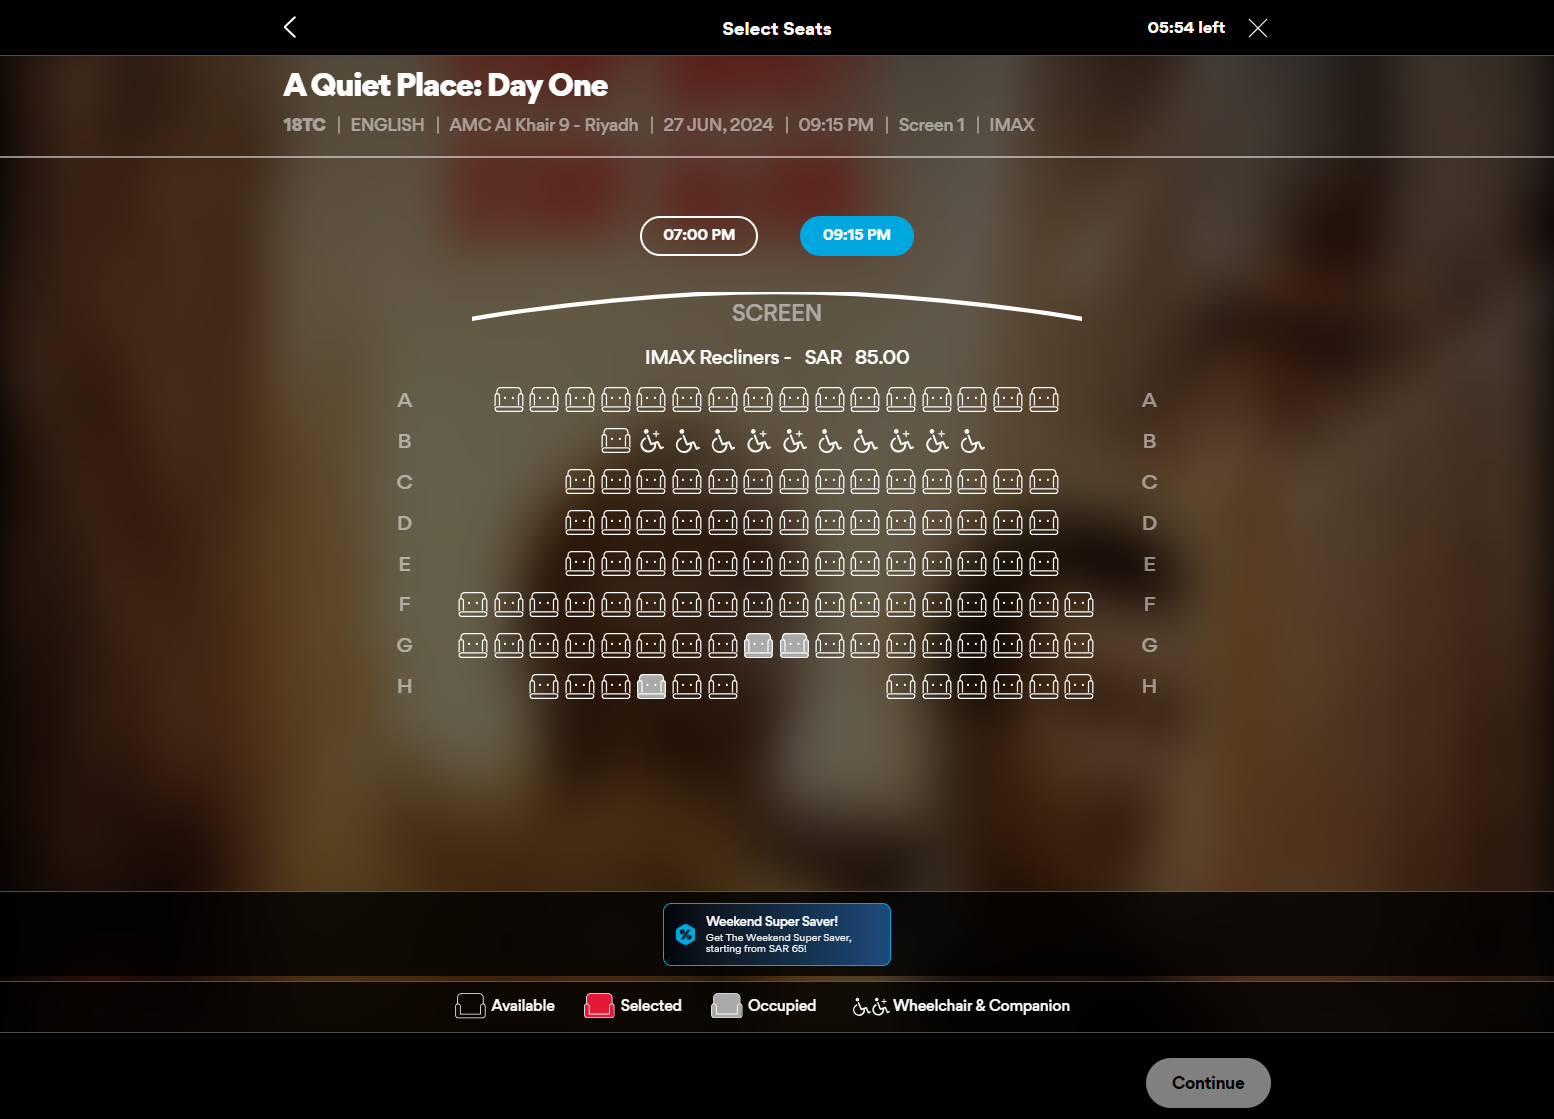 Select Seats
05:54 left
A Quiet Place: Day One
18TC | ENGLISH | AMC Al Khair 9 - Riyadh | 27 JUN, 2024 | 09:15 PM | Screen 1 | IMAX
07:00 PM
09:15 PM
SCREEN
IMAX Recliners - SAR 85.00
A A
B B
C C
D D
E E
F F
G G
H H
Weekend Super Saver!
Get The Weekend Super Saver,
starting from SAR 65!
Available Selected Occupied Wheelchair & Companion
Continue